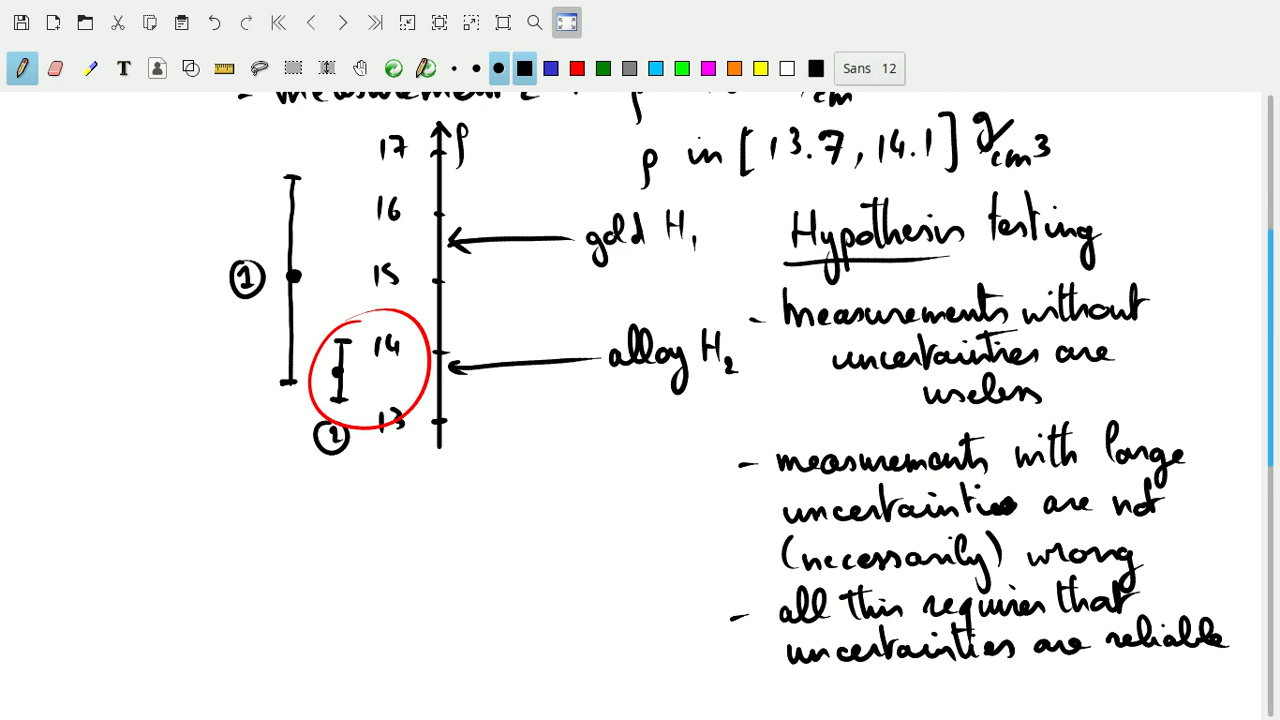 Sans 12
- measurement 2
ρ in [13.7, 14.1] g/cm3
17 ρ
16
gold H1
15
1
14
alloy H2
13
2
Hypothesis testing
- measurements without
uncertainties are
useless
- measurements with large
uncertainties are not
(necessarily) wrong
- all this requires that
uncertainties are reliable